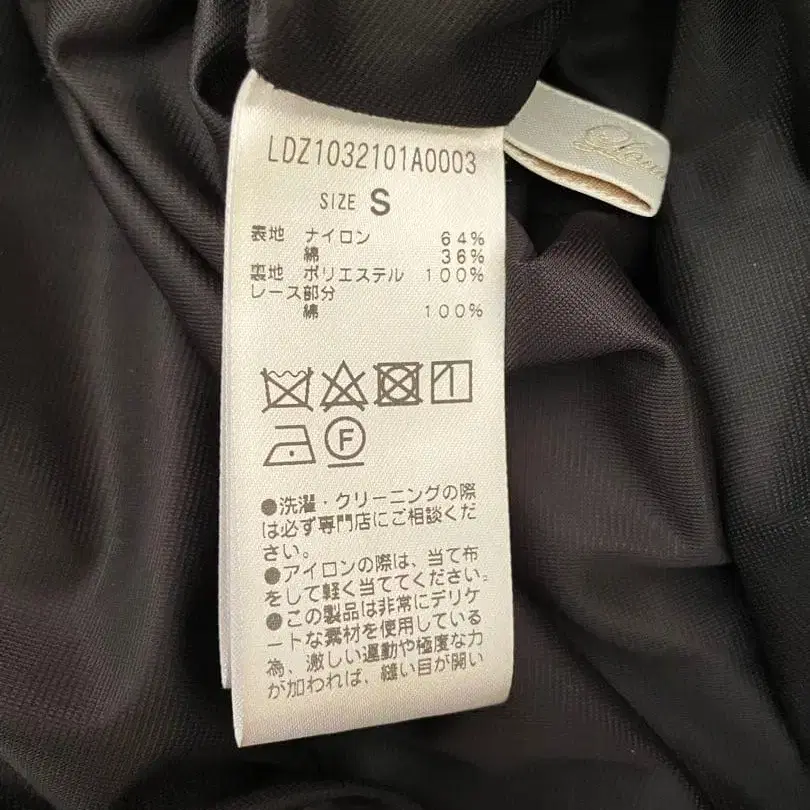 LDZ1032101A0003
SIZE S
表地 ナイロン 64%
綿 36%
裏地 ポリエステル 100%
レース部分
綿 100%
F
●洗濯・クリーニングの際
は必ず専門店にご相談くだ
さい。
●アイロンの際は、当て布
をして軽く当ててください。
●この製品は非常にデリケ
ートな素材を使用している
為、激しい運動や極度な力
が加われば、縫い目が開い